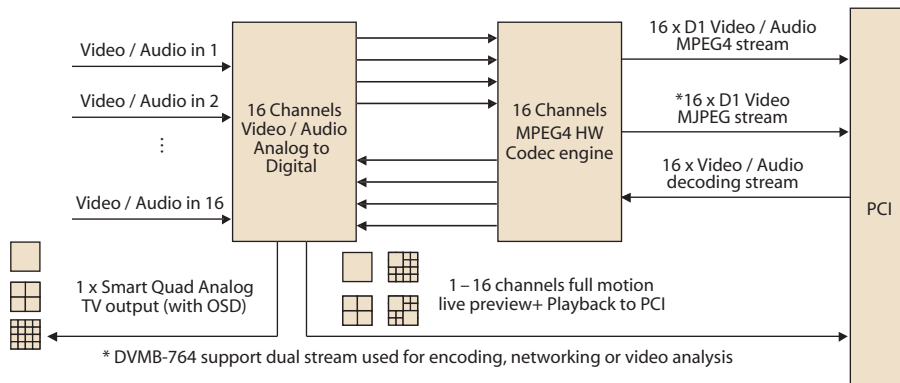 Video / Audio in 1
Video / Audio in 2
⋮
Video / Audio in 16
16 Channels
Video / Audio
Analog to
Digital
16 Channels
MPEG4 HW
Codec engine
16 x D1 Video / Audio
MPEG4 stream
*16 x D1 Video
MJPEG stream
16 x Video / Audio
decoding stream
PCI
1 x Smart Quad Analog
TV output (with OSD)
1 – 16 channels full motion
live preview+ Playback to PCI
* DVMB-764 support dual stream used for encoding, networking or video analysis